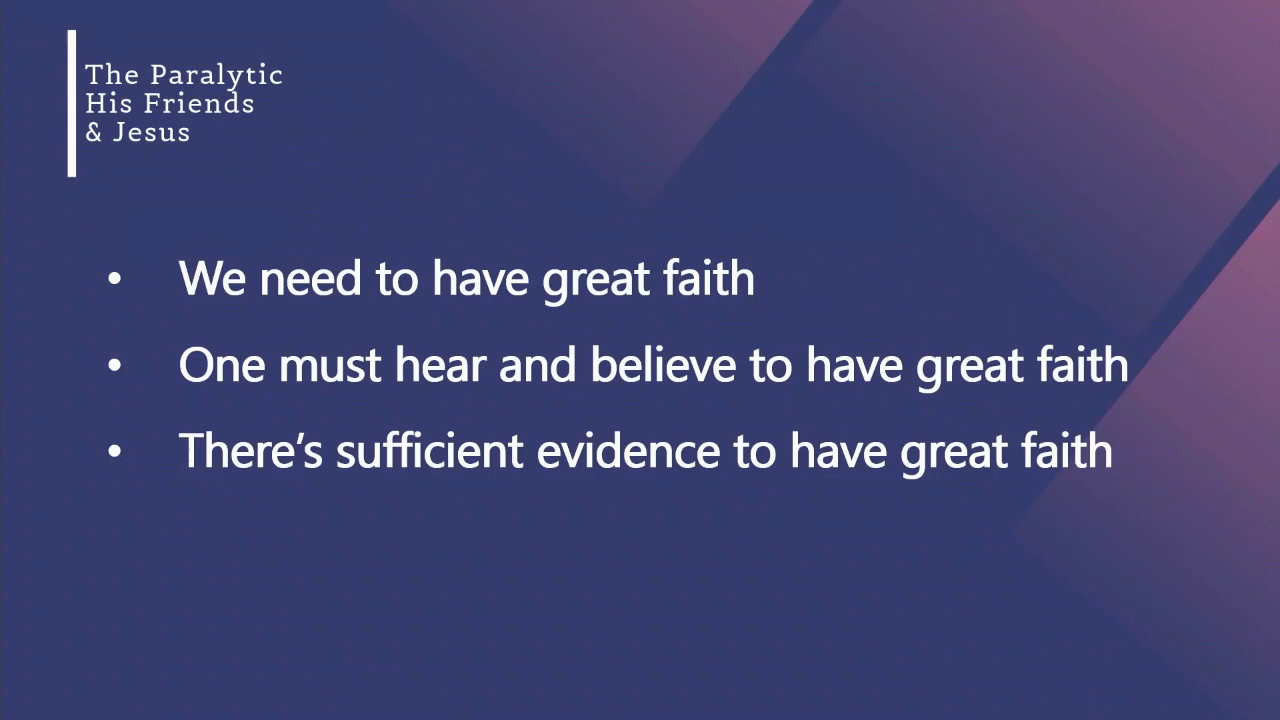 The Paralytic
His Friends
& Jesus
• We need to have great faith
• One must hear and believe to have great faith
• There's sufficient evidence to have great faith